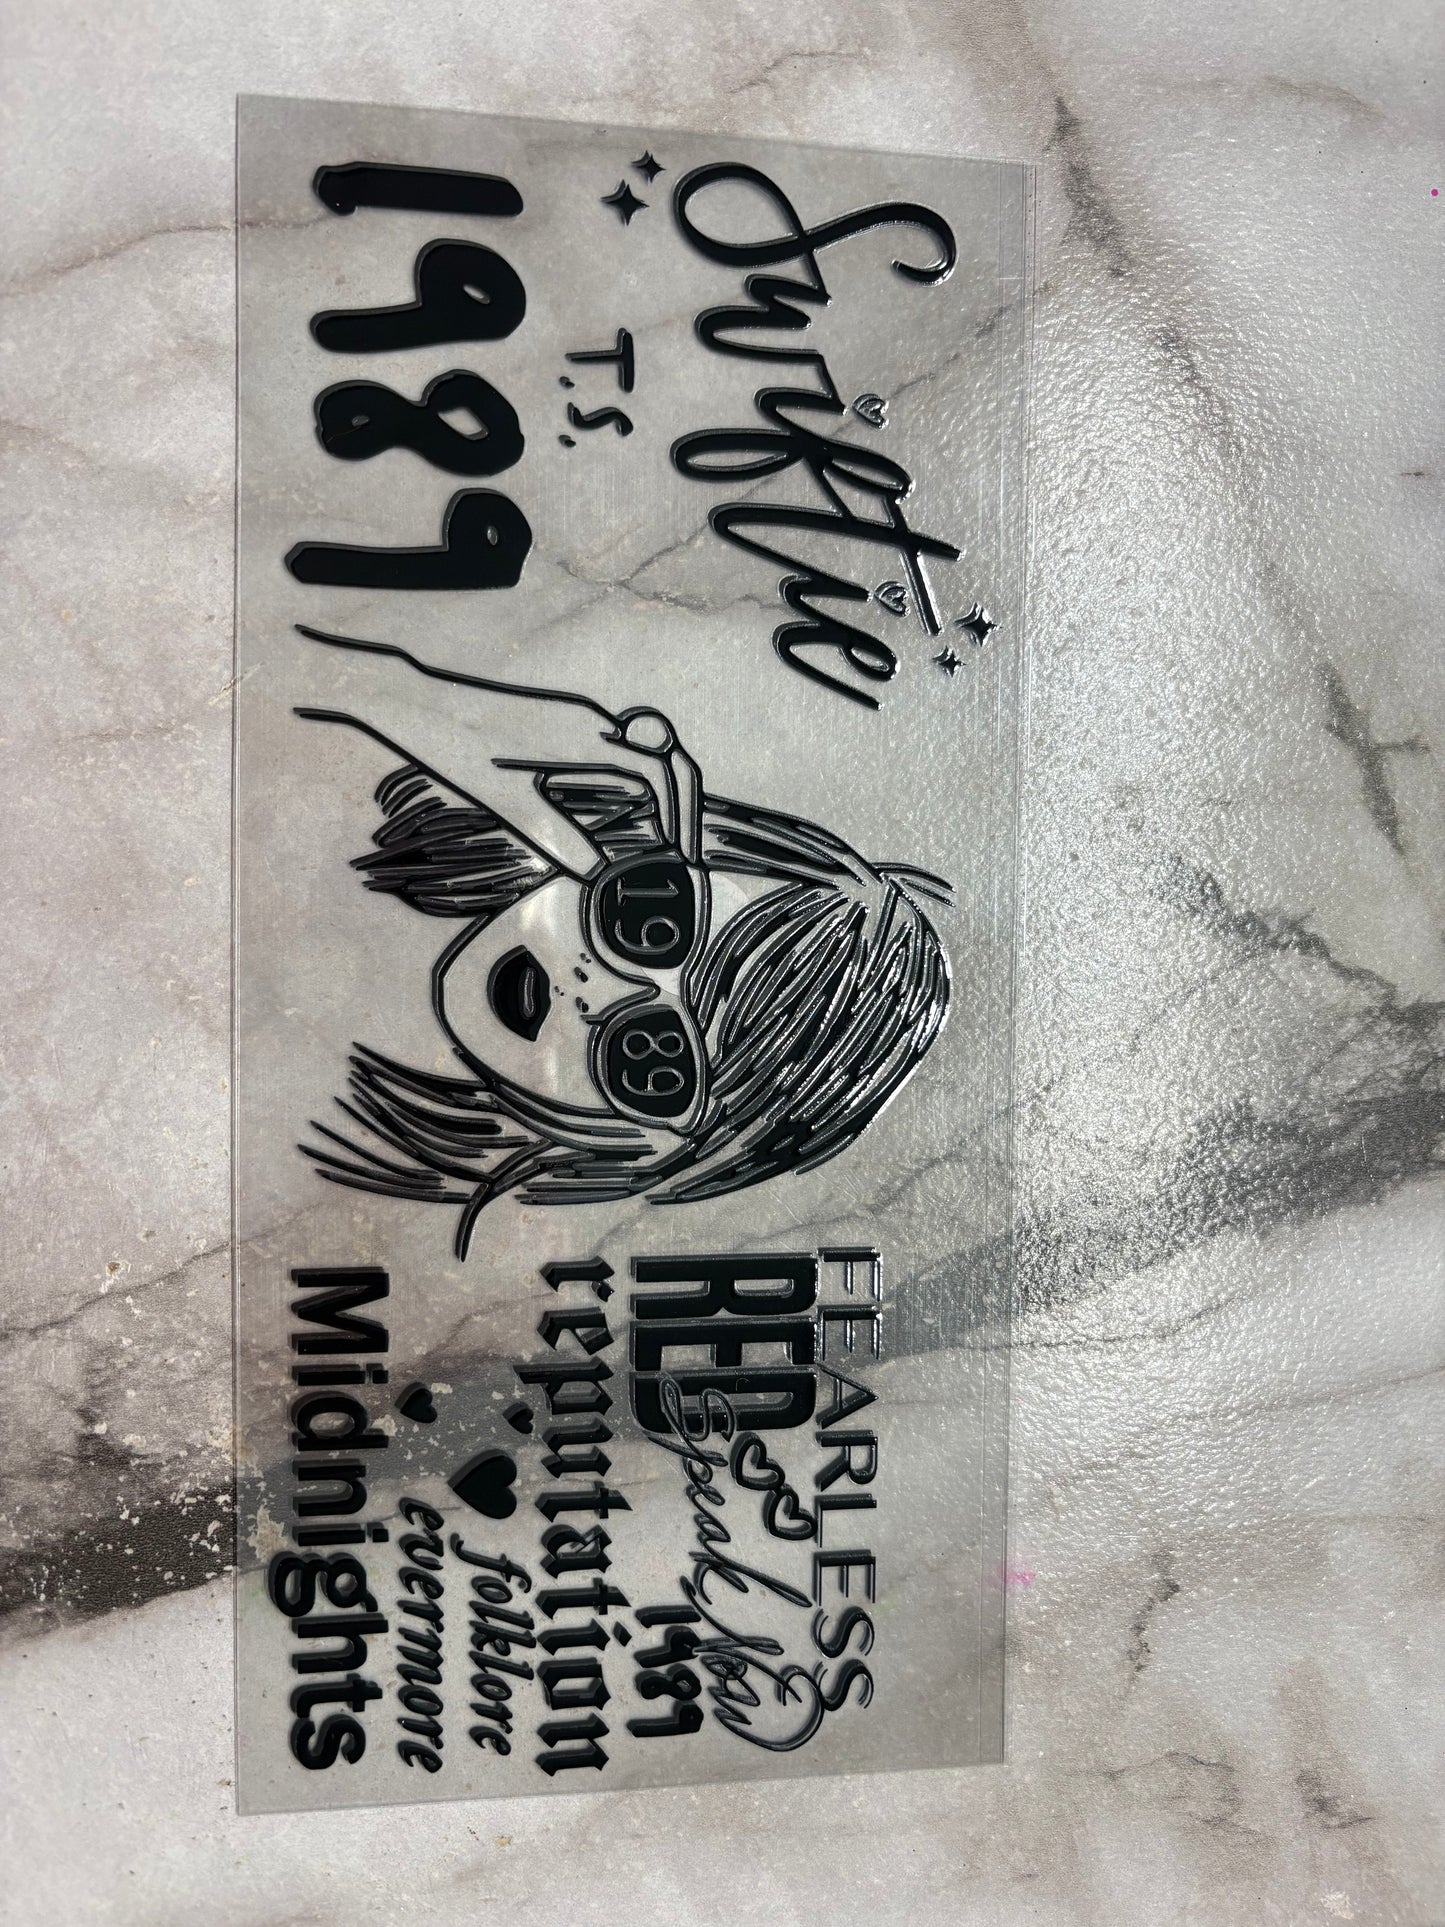 Swiftie
T.S.
1989
19 89
FEARLESS
Speak Now
RED
1989
reputation
folklore
evermore
Midnights